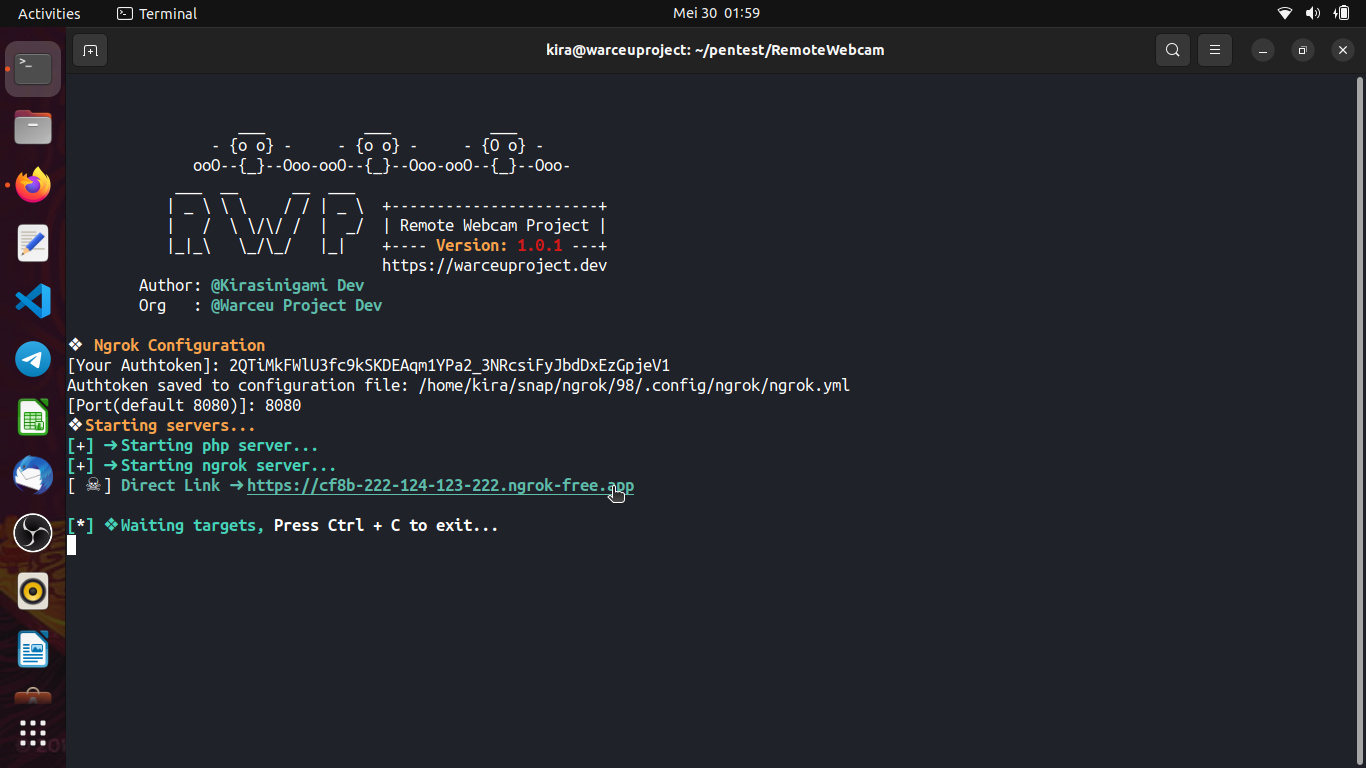 Activities
Terminal
Mei 30 01:59
kira@warceuproject: ~/pentest/RemoteWebcam
___ ___ ___
- {o o} - - {o o} - - {O o} -
ooO--{_}--Ooo-ooO--{_}--Ooo-ooO--{_}--Ooo-
___ __ __ ___
| _ \ \ \ / / | _ \ +-----------------------+
| / \ \/\/ / | _/ | Remote Webcam Project |
|_|_\ \_/\_/ |_| +---- Version: 1.0.1 ---+
https://warceuproject.dev
Author: @Kirasinigami Dev
Org : @Warceu Project Dev
❖ Ngrok Configuration
[Your Authtoken]: 2QTiMkFWlU3fc9kSKDEAqm1YPa2_3NRcsiFyJbdDxEzGpjeV1
Authtoken saved to configuration file: /home/kira/snap/ngrok/98/.config/ngrok/ngrok.yml
[Port(default 8080)]: 8080
❖Starting servers...
[+] ➜Starting php server...
[+] ➜Starting ngrok server...
[ ☠] Direct Link ➜https://cf8b-222-124-123-222.ngrok-free.app
[*] ❖Waiting targets, Press Ctrl + C to exit...